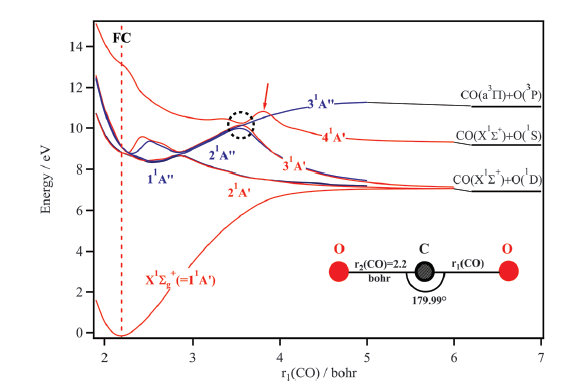 FC
14
12
10
8
6
4
2
0
Energy / eV
2
3
4
5
6
7
r₁(CO) / bohr
CO(a³Π)+O(³P)
3¹A"
CO(X¹Σ⁺)+O(¹S)
4¹A'
2¹A"
3¹A'
1¹A"
2¹A'
CO(X¹Σ⁺)+O(¹D)
X¹Σg⁺(=1¹A')
O C O
r₂(CO)=2.2 r₁(CO)
bohr
179.99°